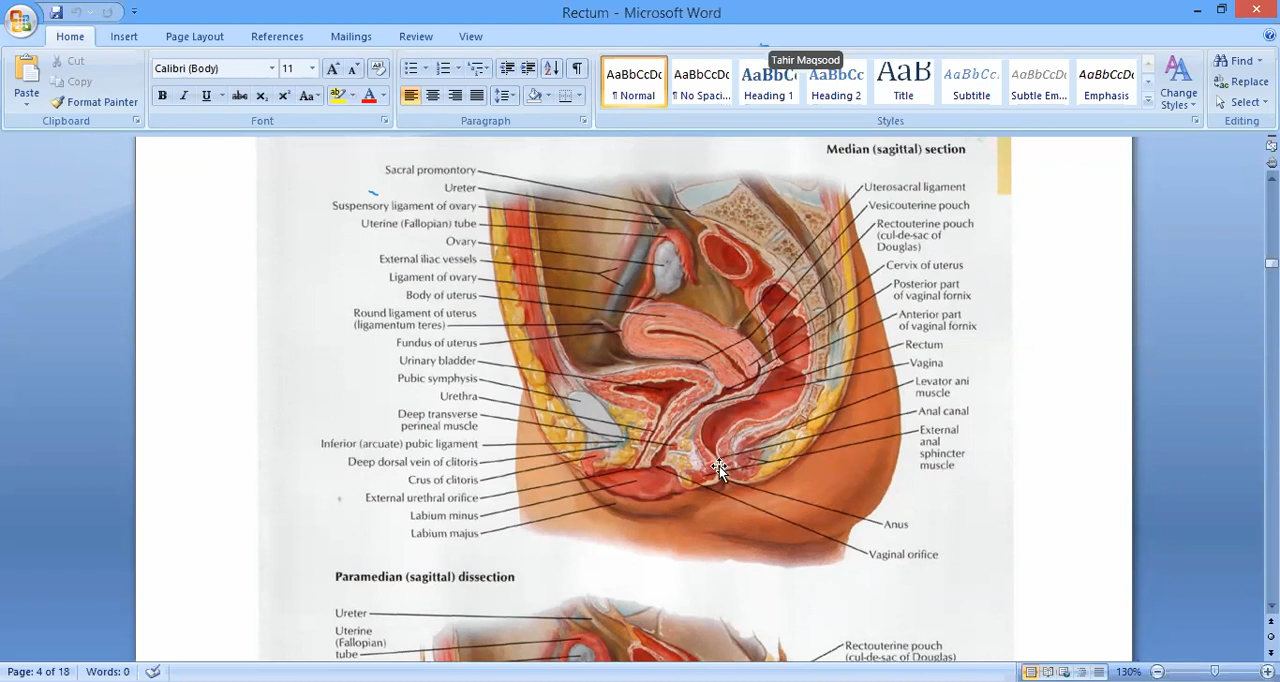 Rectum - Microsoft Word
Home Insert Page Layout References Mailings Review View
Paste
Cut
Copy
Format Painter
Clipboard
Calibri (Body) 11
Font
Paragraph
Tahir Maqsood
AaBbCcDc AaBbCcDc AaBbC AaBbCc AaB AaBbCc. AaBbCcDc AaBbCcDc
¶ Normal ¶ No Spaci... Heading 1 Heading 2 Title Subtitle Subtle Em... Emphasis
Styles
Change
Styles
Find
Replace
Select
Editing
Median (sagittal) section
Sacral promontory
Ureter
Suspensory ligament of ovary
Uterine (Fallopian) tube
Ovary
External iliac vessels
Ligament of ovary
Body of uterus
Round ligament of uterus
(ligamentum teres)
Fundus of uterus
Urinary bladder
Pubic symphysis
Urethra
Deep transverse
perineal muscle
Inferior (arcuate) pubic ligament
Deep dorsal vein of clitoris
Crus of clitoris
External urethral orifice
Labium minus
Labium majus
Uterosacral ligament
Vesicouterine pouch
Rectouterine pouch
(cul-de-sac of
Douglas)
Cervix of uterus
Posterior part
of vaginal fornix
Anterior part
of vaginal fornix
Rectum
Vagina
Levator ani
muscle
Anal canal
External
anal
sphincter
muscle
Anus
Vaginal orifice
Paramedian (sagittal) dissection
Ureter
Uterine
(Fallopian)
tube
Rectouterine pouch
(cul-de-sac of Douglas)
Page: 4 of 18 Words: 0 130%